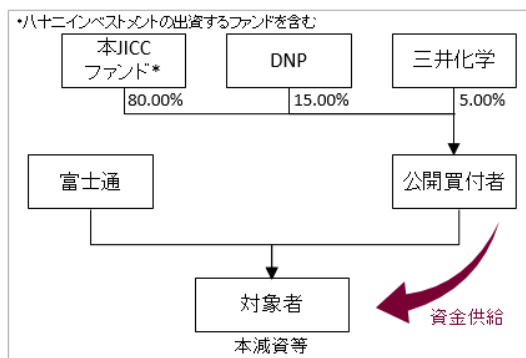 *八十二インベストメントの出資するファンドを含む
本JICC
ファンド*
DNP
三井化学
80.00%
15.00%
5.00%
富士通
公開買付者
対象者
資金供給
本減資等